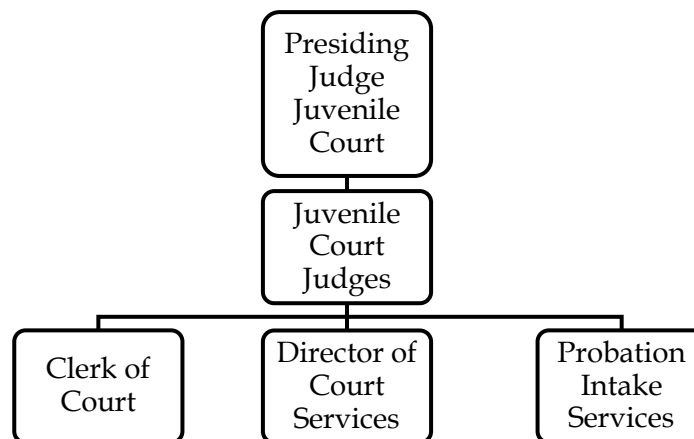 Presiding
Judge
Juvenile
Court
Juvenile
Court
Judges
Clerk of
Court
Director of
Court
Services
Probation
Intake
Services